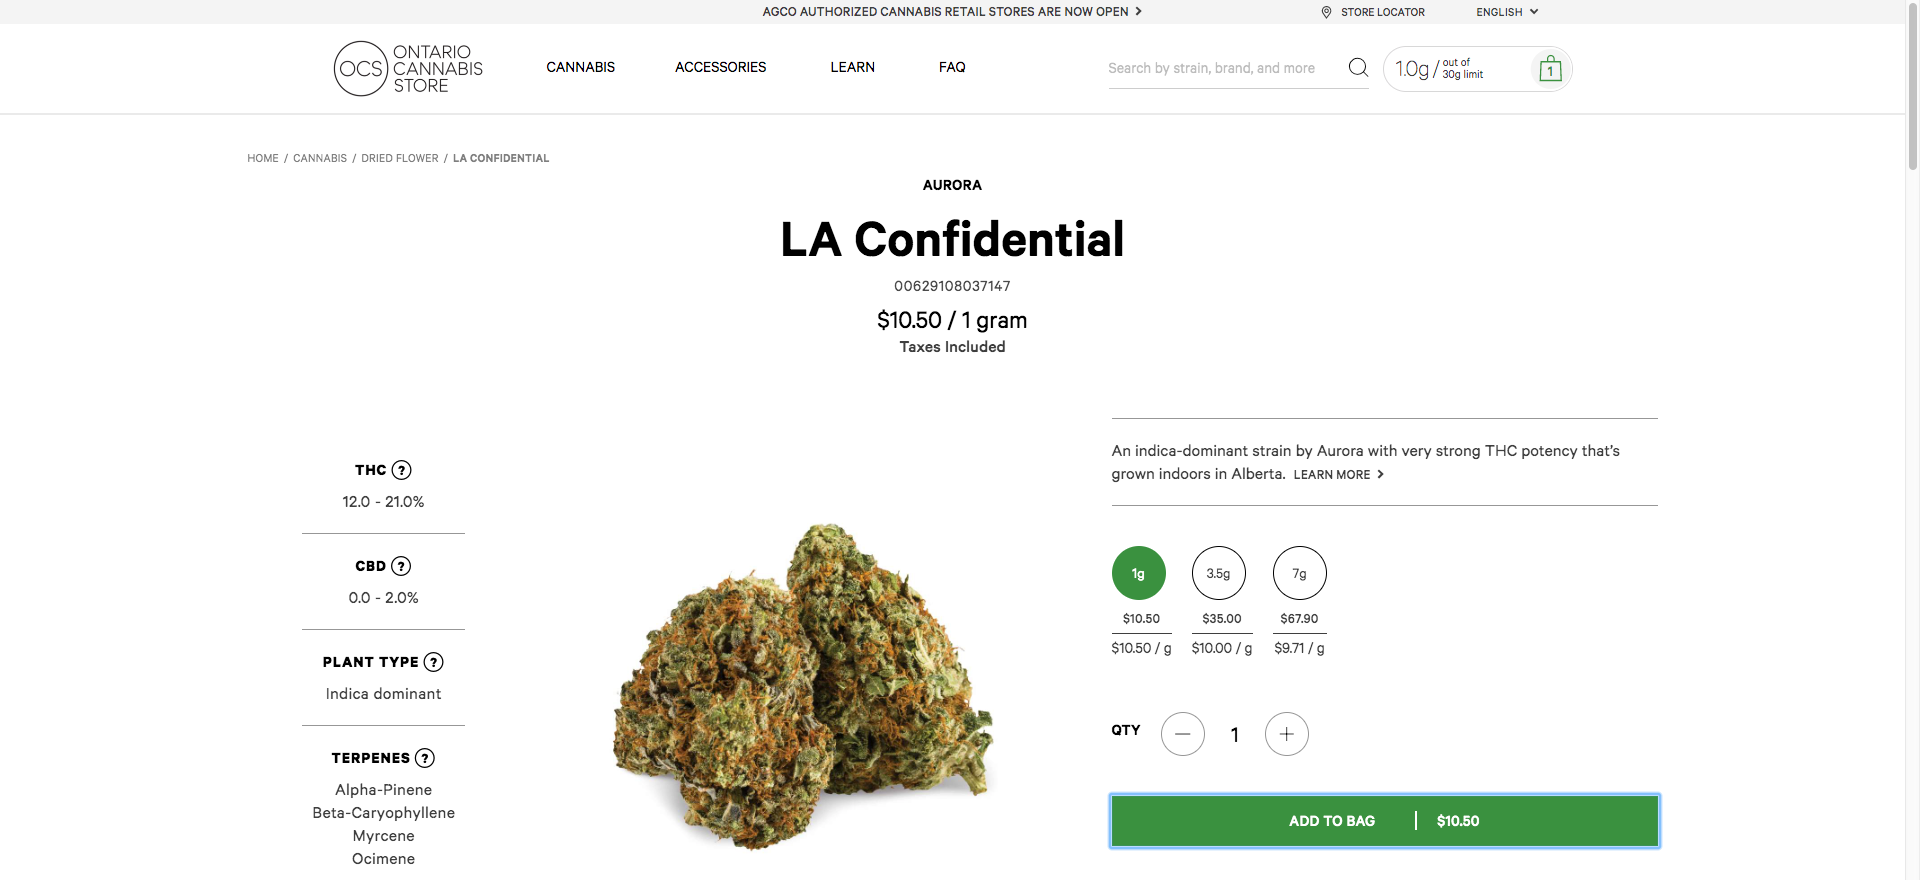 AGCO AUTHORIZED CANNABIS RETAIL STORES ARE NOW OPEN
STORE LOCATOR
ENGLISH
OCS
ONTARIO
CANNABIS
STORE
CANNABIS
ACCESSORIES
LEARN
FAQ
Search by strain, brand, and more
1.0g / out of
30g limit
1
HOME / CANNABIS / DRIED FLOWER / LA CONFIDENTIAL
AURORA
LA Confidential
00629108037147
$10.50 / 1 gram
Taxes Included
THC ?
12.0 - 21.0%
CBD ?
0.0 - 2.0%
PLANT TYPE ?
Indica dominant
TERPENES ?
Alpha-Pinene
Beta-Caryophyllene
Myrcene
Ocimene
An indica-dominant strain by Aurora with very strong THC potency that's
grown indoors in Alberta. LEARN MORE
1g 3.5g 7g
$10.50 $35.00 $67.90
$10.50 / g $10.00 / g $9.71 / g
QTY — 1 +
ADD TO BAG | $10.50